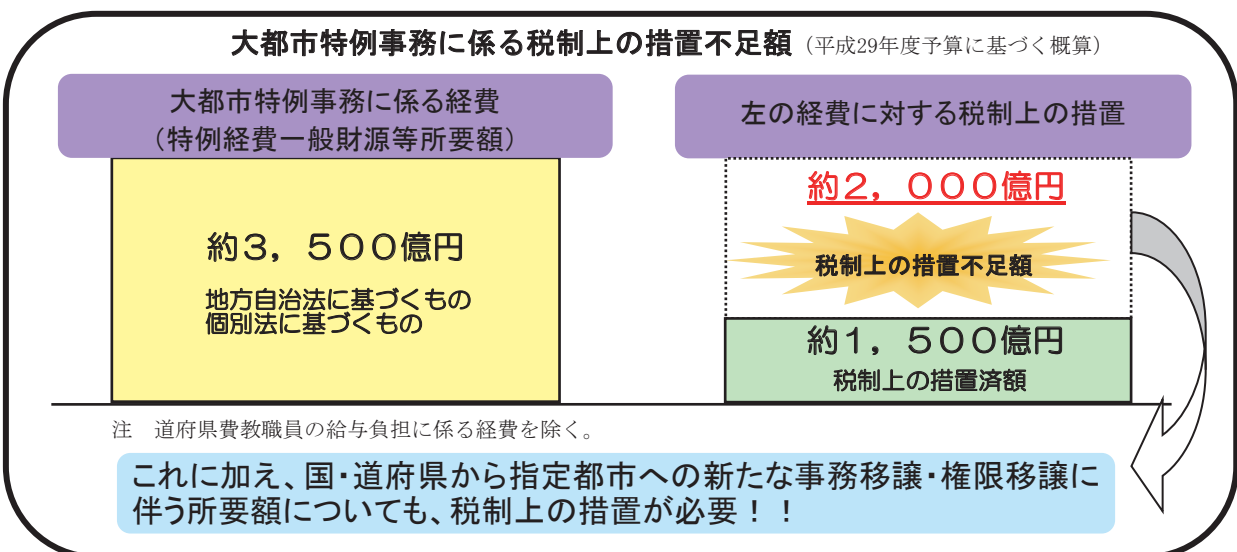 大都市特例事務に係る税制上の措置不足額（平成29年度予算に基づく概算）
大都市特例事務に係る経費
（特例経費一般財源等所要額）
約３，５００億円
地方自治法に基づくもの
個別法に基づくもの
左の経費に対する税制上の措置
約２，０００億円
税制上の措置不足額
約１，５００億円
税制上の措置済額
注　道府県費教職員の給与負担に係る経費を除く。
これに加え、国・道府県から指定都市への新たな事務移譲・権限移譲に
伴う所要額についても、税制上の措置が必要！！